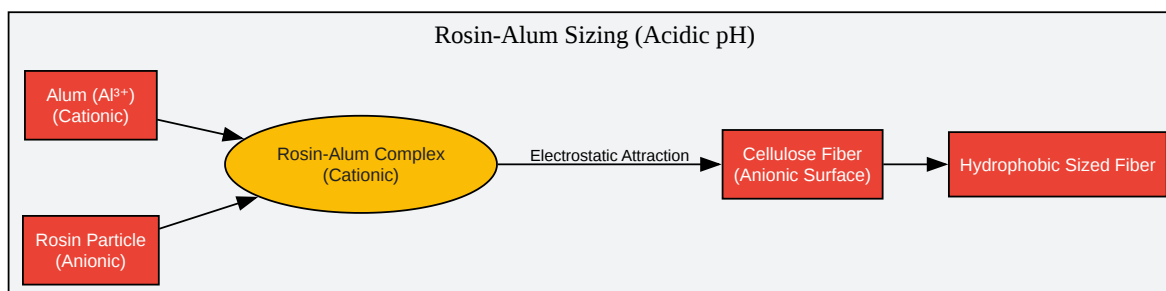 Rosin-Alum Sizing (Acidic pH)
Alum (Al³⁺)
(Cationic)
Rosin Particle
(Anionic)
Rosin-Alum Complex
(Cationic)
Electrostatic Attraction
Cellulose Fiber
(Anionic Surface)
Hydrophobic Sized Fiber